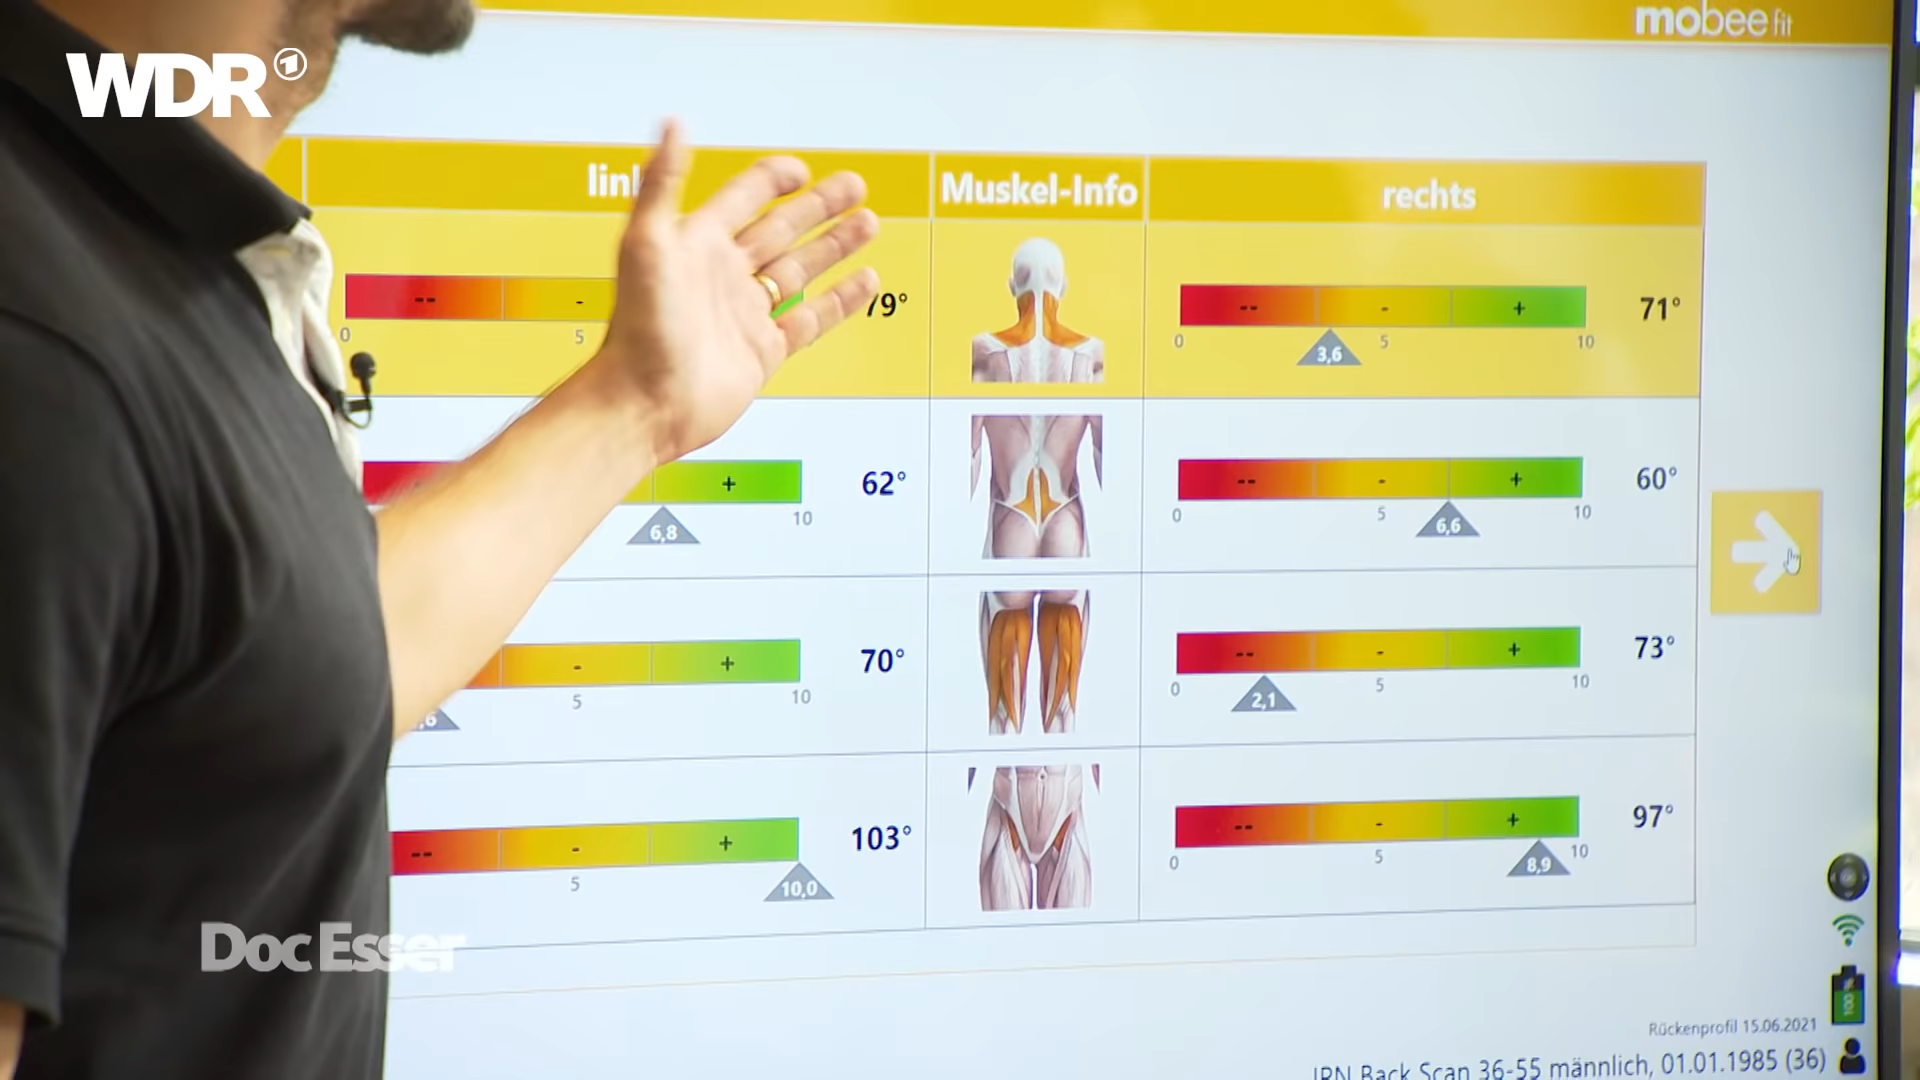 mobee fit
WDR
Muskel-Info
rechts
-- -
79°
-- - +
71°
0 5
0 5 10
3,6
+
62°
-- - +
60°
10
0 5 10
6,8
6,6
- +
70°
-- - +
73°
5 10
0 5 10
2,1
-- - +
103°
-- - +
97°
5
0 5 10
10,0
8,9
Doc Esser
100
Rückenprofil 15.06.2021
Back Scan 36-55 männlich, 01.01.1985 (36)